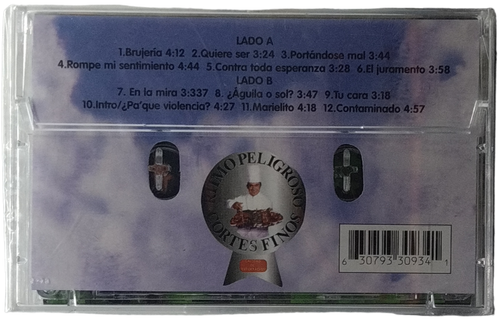 LADO A
1.Brujería 4:12 2.Quiere ser 3:24 3.Portándose mal 3:44
4.Rompe mi sentimiento 4:44 5.Contra toda esperanza 3:28 6.El juramento 3:58
LADO B
7. En la mira 3:337 8. ¿Águila o sol? 3:47 9.Tu cara 3:18
10.Intro/¿Pa'que violencia? 4:27 11.Marielito 4:18 12.Contaminado 4:57
RITMO PELIGROSO
CORTES FINOS
6 30793 30934 1